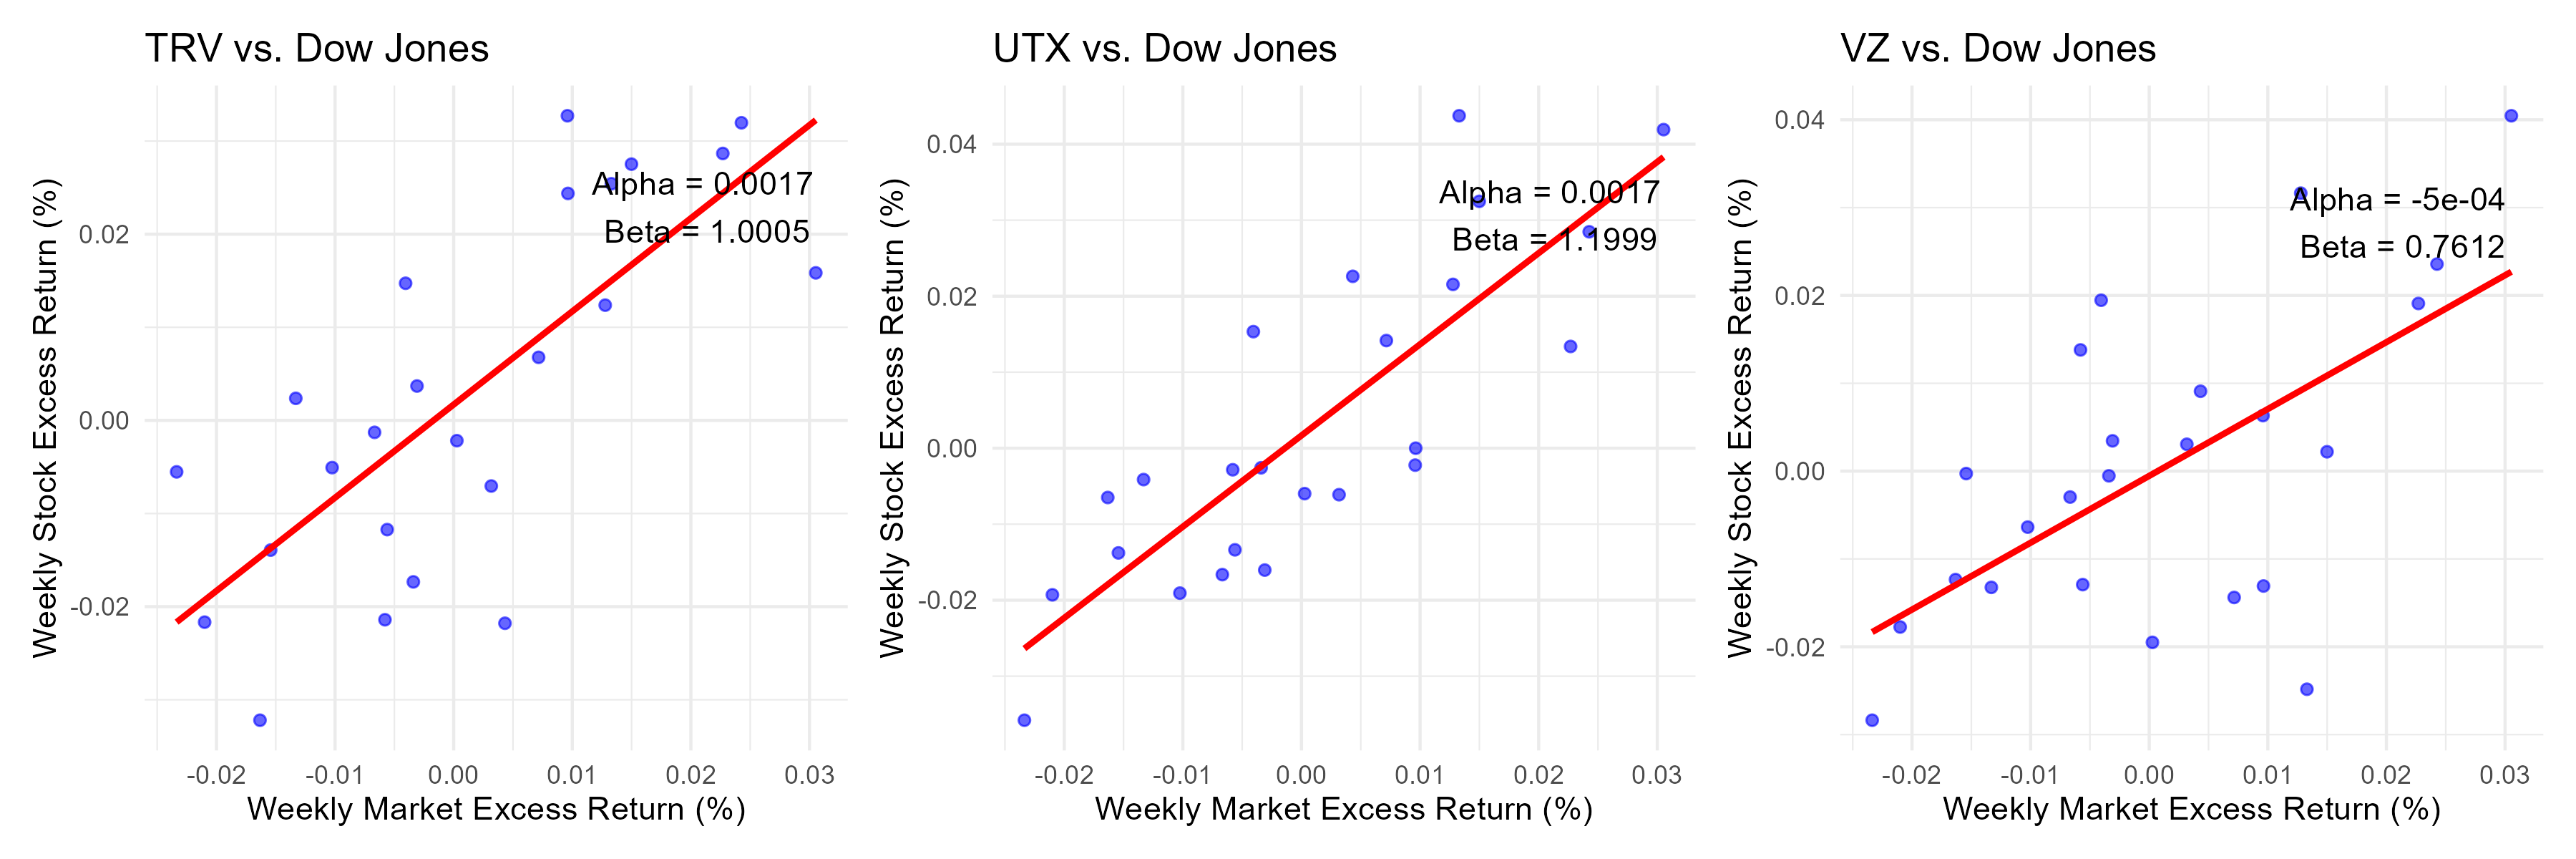 TRV vs. Dow Jones
Weekly Stock Excess Return (%)
0.02
0.00
-0.02
Alpha = 0.0017
Beta = 1.0005
-0.02 -0.01 0.00 0.01 0.02 0.03
Weekly Market Excess Return (%)
UTX vs. Dow Jones
Weekly Stock Excess Return (%)
0.04
0.02
0.00
-0.02
Alpha = 0.0017
Beta = 1.1999
-0.02 -0.01 0.00 0.01 0.02 0.03
Weekly Market Excess Return (%)
VZ vs. Dow Jones
Weekly Stock Excess Return (%)
0.04
0.02
0.00
-0.02
Alpha = -5e-04
Beta = 0.7612
-0.02 -0.01 0.00 0.01 0.02 0.03
Weekly Market Excess Return (%)